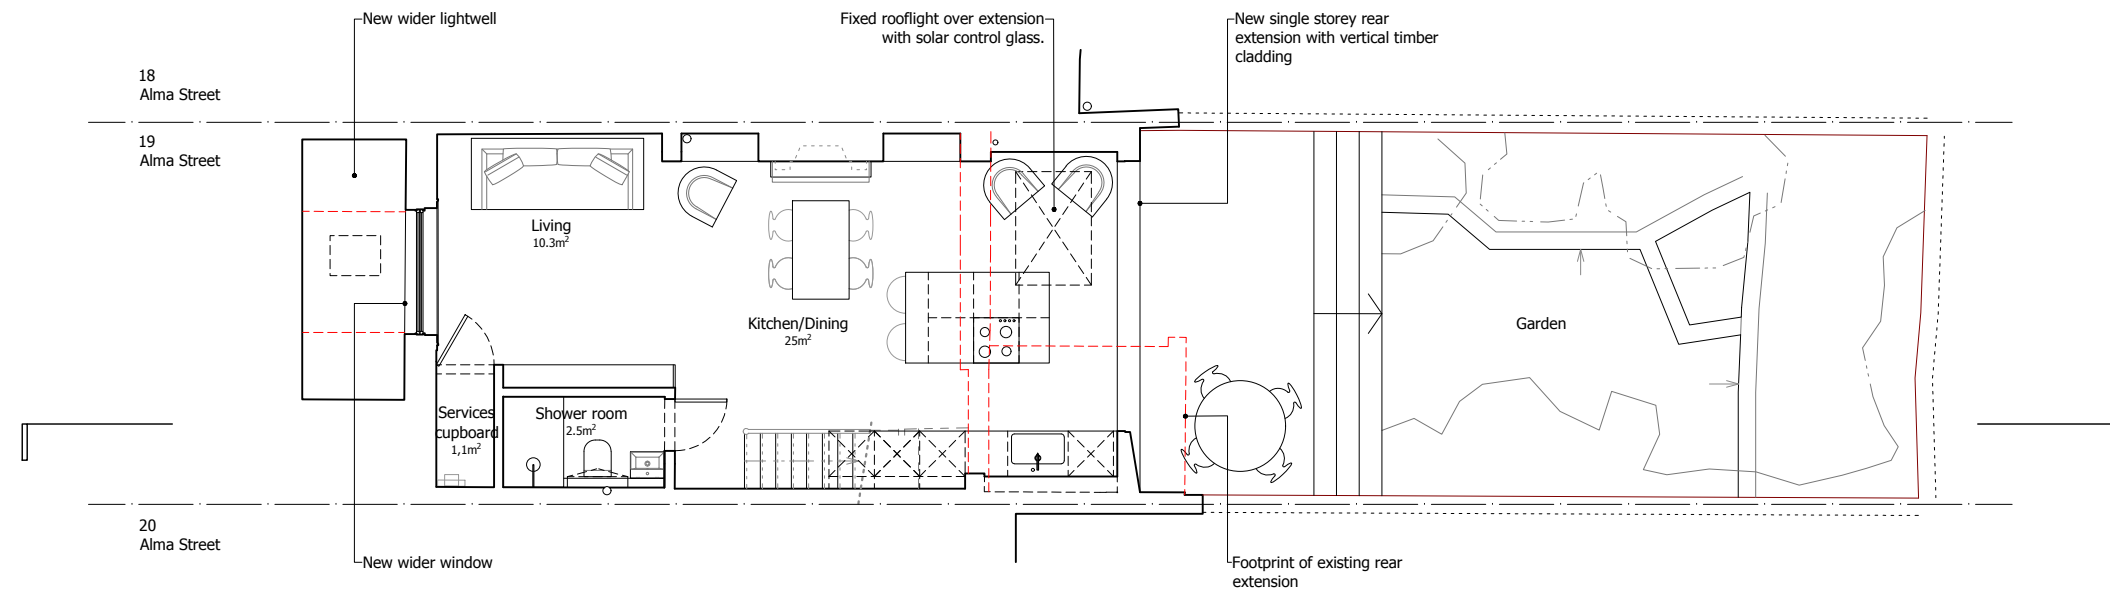 New wider lightwell
Fixed rooflight over extension
with solar control glass.
New single storey rear
extension with vertical timber
cladding
18
Alma Street
19
Alma Street
Living
10.3m²
Kitchen/Dining
25m²
Garden
Services
cupboard
1,1m²
Shower room
2.5m²
20
Alma Street
New wider window
Footprint of existing rear
extension